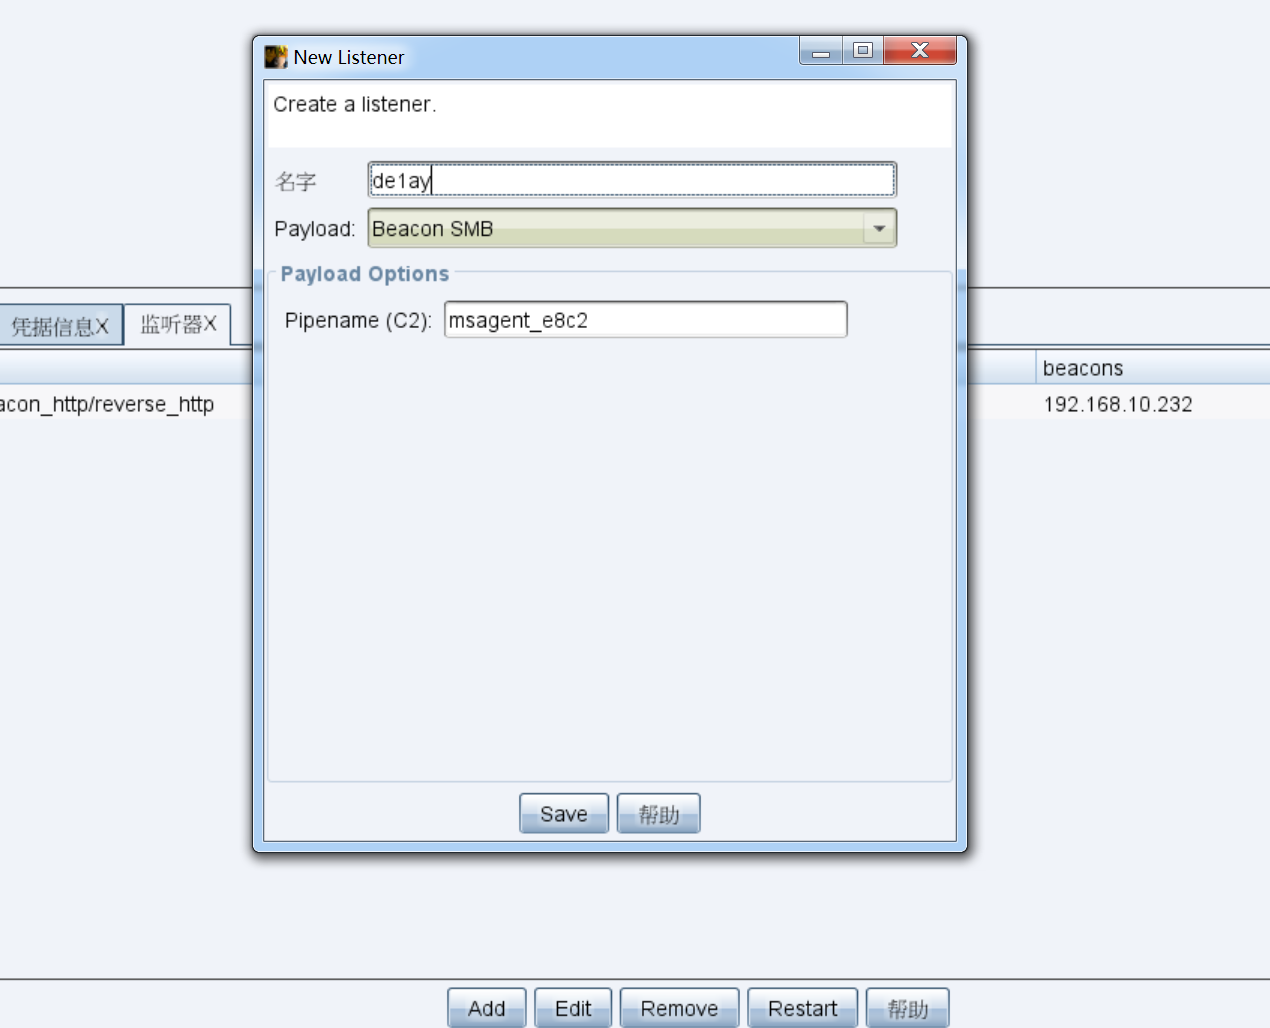 New Listener
Create a listener.
名字 de1ay
Payload: Beacon SMB
Payload Options
Pipename (C2): msagent_e8c2
Save 帮助
凭据信息X 监听器X
beacons
acon_http/reverse_http 192.168.10.232
Add Edit Remove Restart 帮助